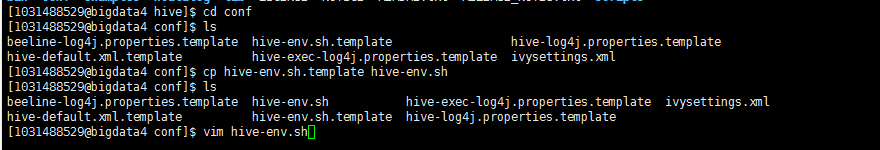 [1031488529@bigdata4 hive]$ cd conf
[1031488529@bigdata4 conf]$ ls
beeline-log4j.properties.template hive-env.sh.template hive-log4j.properties.template
hive-default.xml.template hive-exec-log4j.properties.template ivysettings.xml
[1031488529@bigdata4 conf]$ cp hive-env.sh.template hive-env.sh
[1031488529@bigdata4 conf]$ ls
beeline-log4j.properties.template hive-env.sh hive-exec-log4j.properties.template ivysettings.xml
hive-default.xml.template hive-env.sh.template hive-log4j.properties.template
[1031488529@bigdata4 conf]$ vim hive-env.sh